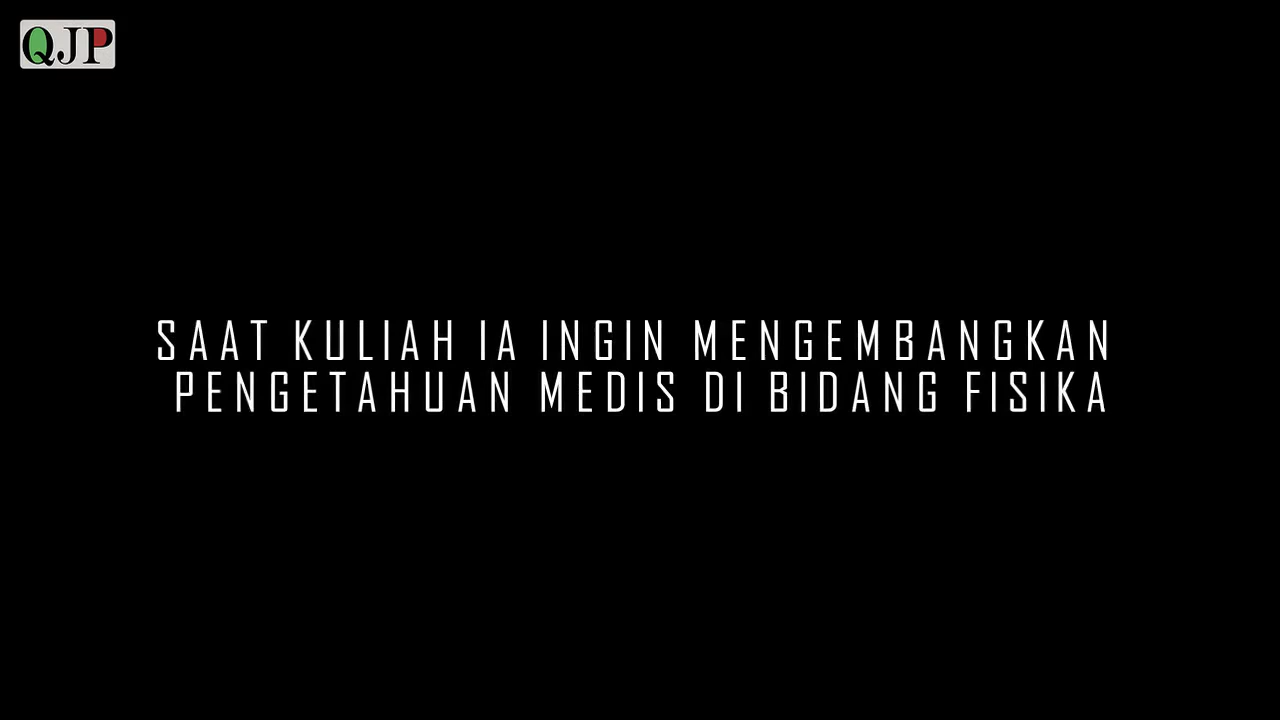 QJP
SAAT KULIAH IA INGIN MENGEMBANGKAN
PENGETAHUAN MEDIS DI BIDANG FISIKA